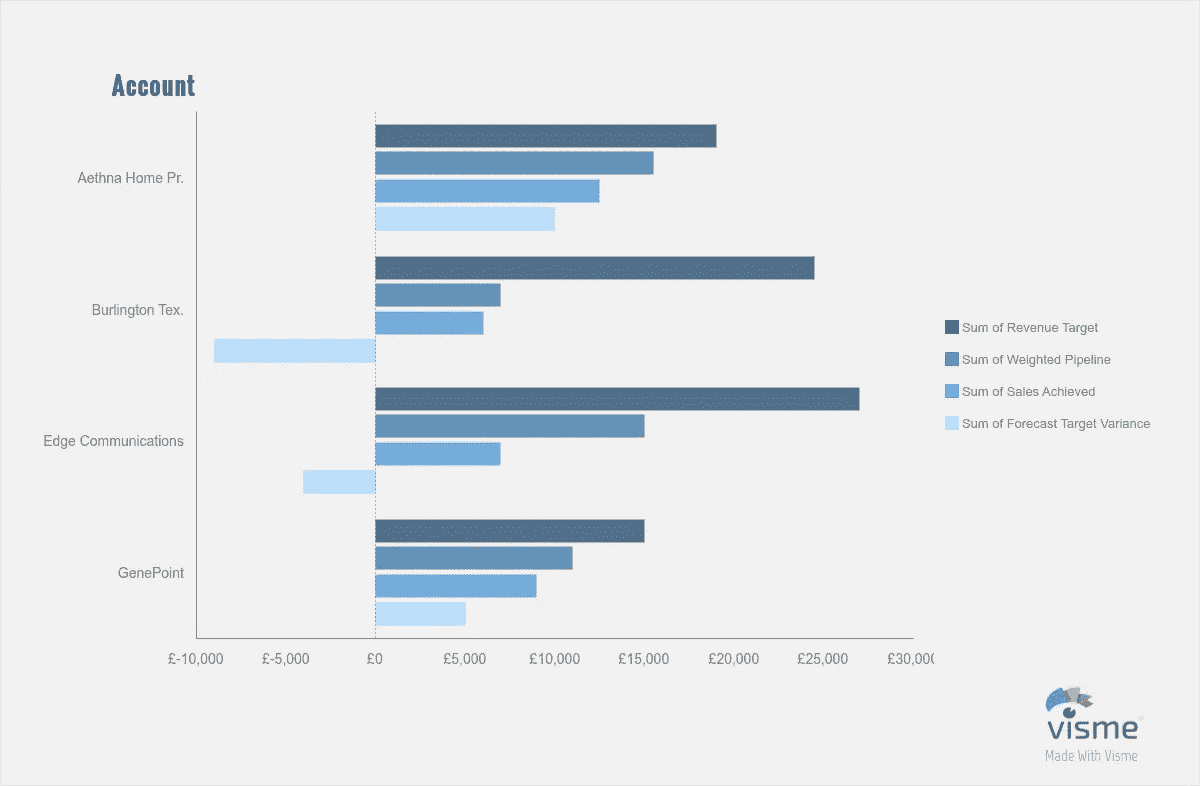 Account
Aethna Home Pr.
Burlington Tex.
Edge Communications
GenePoint
£-10,000 £-5,000 £0 £5,000 £10,000 £15,000 £20,000 £25,000 £30,00
Sum of Revenue Target
Sum of Weighted Pipeline
Sum of Sales Achieved
Sum of Forecast Target Variance
visme
Made With Visme